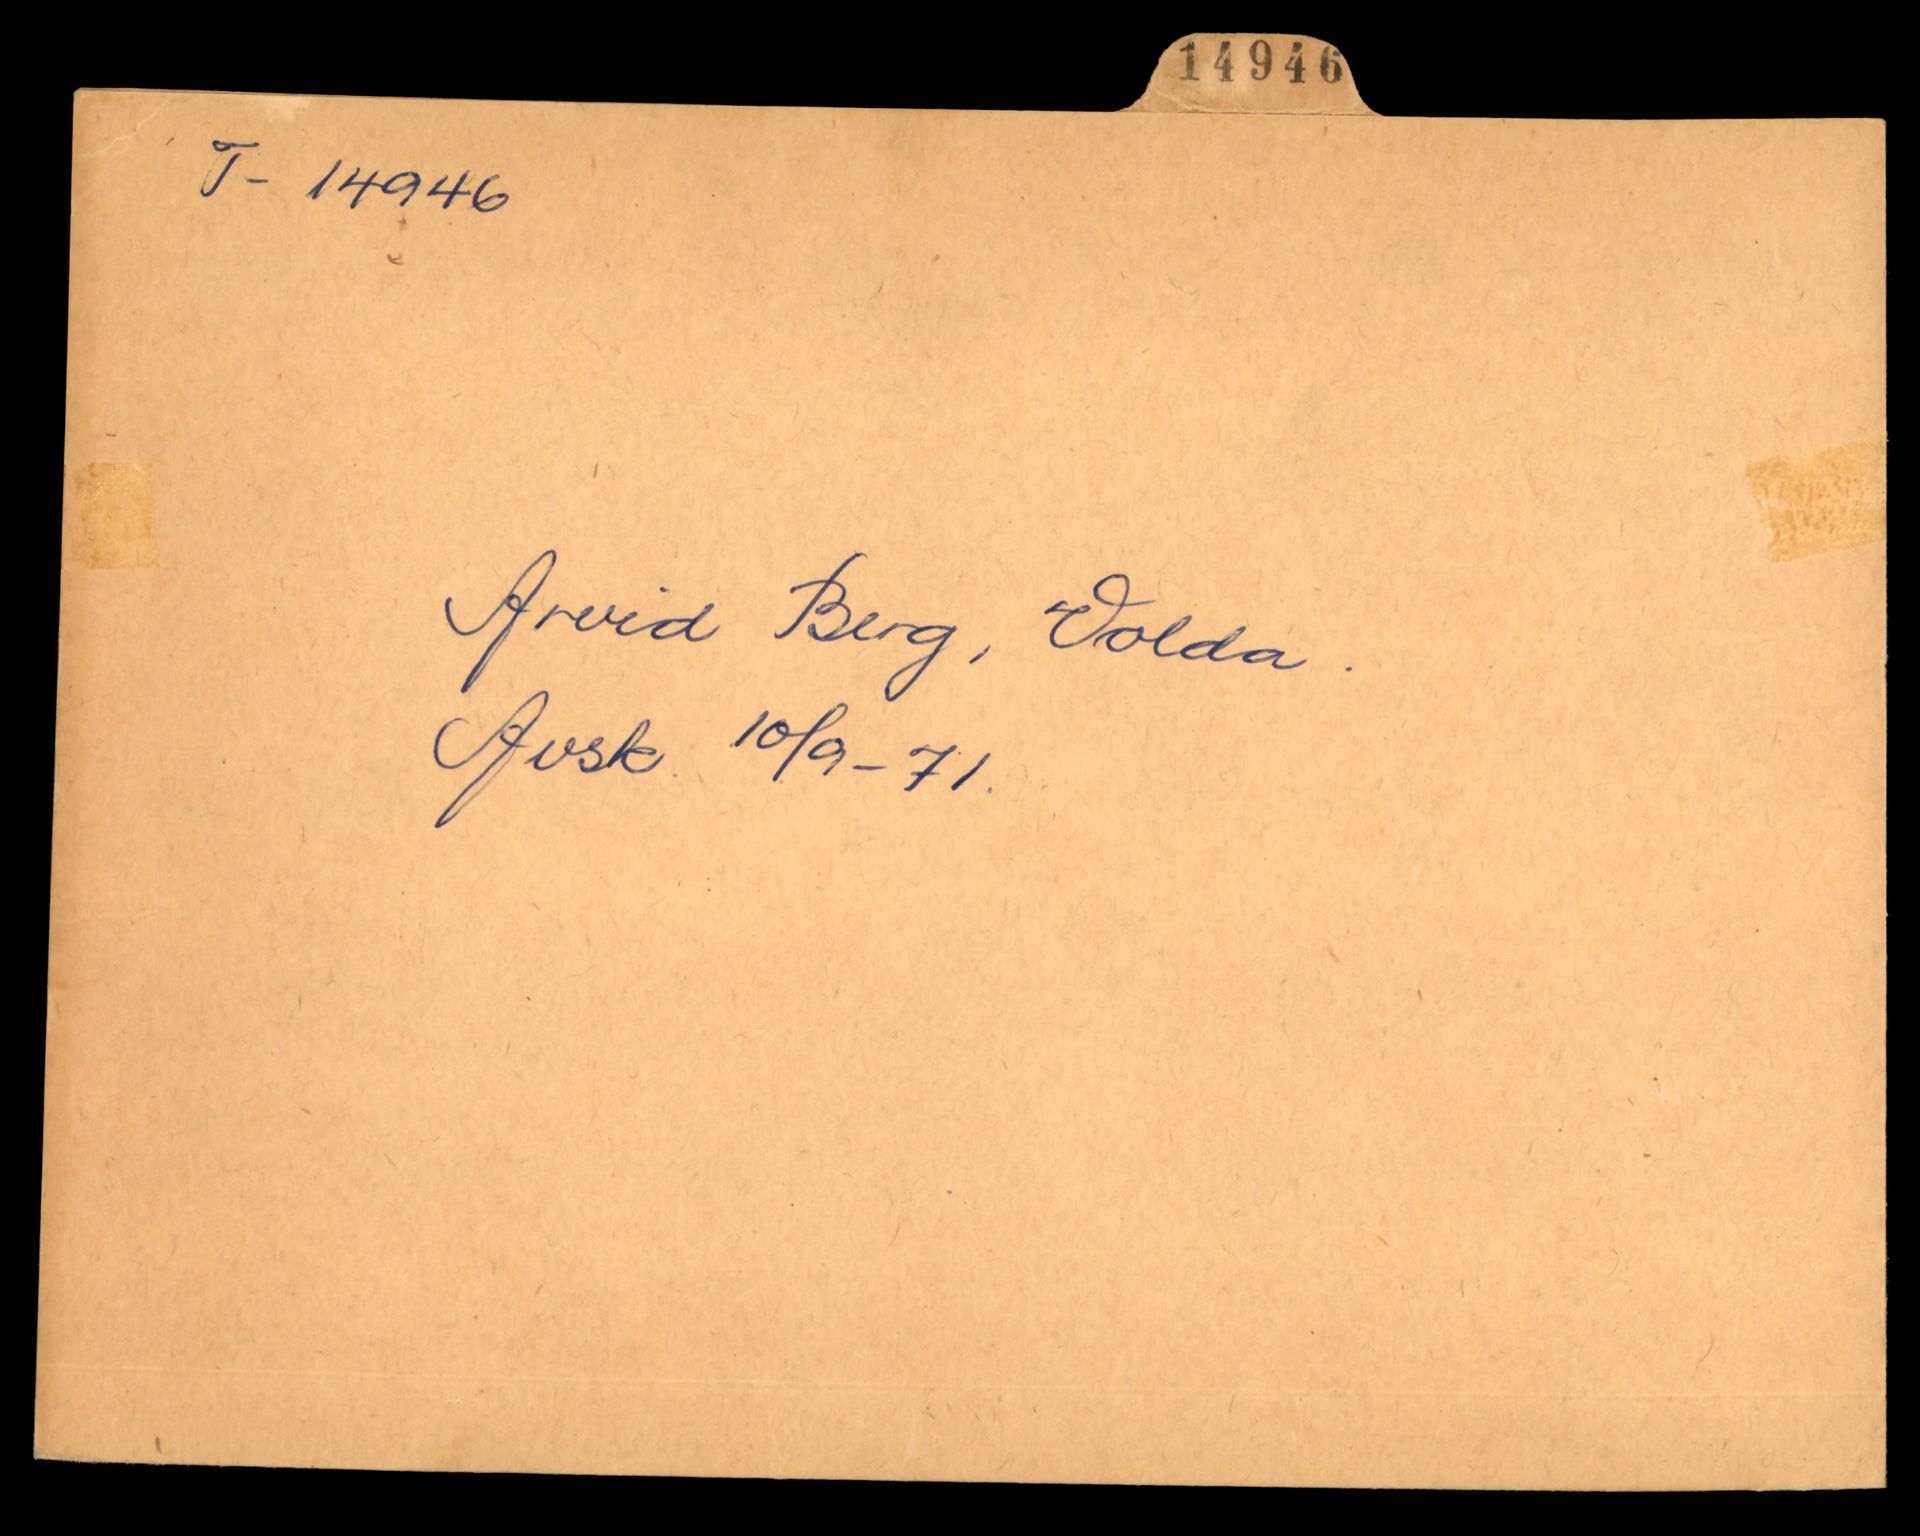 14946
T- 14946
Arvid Berg, Volda.
Avsk. 10/9-71.